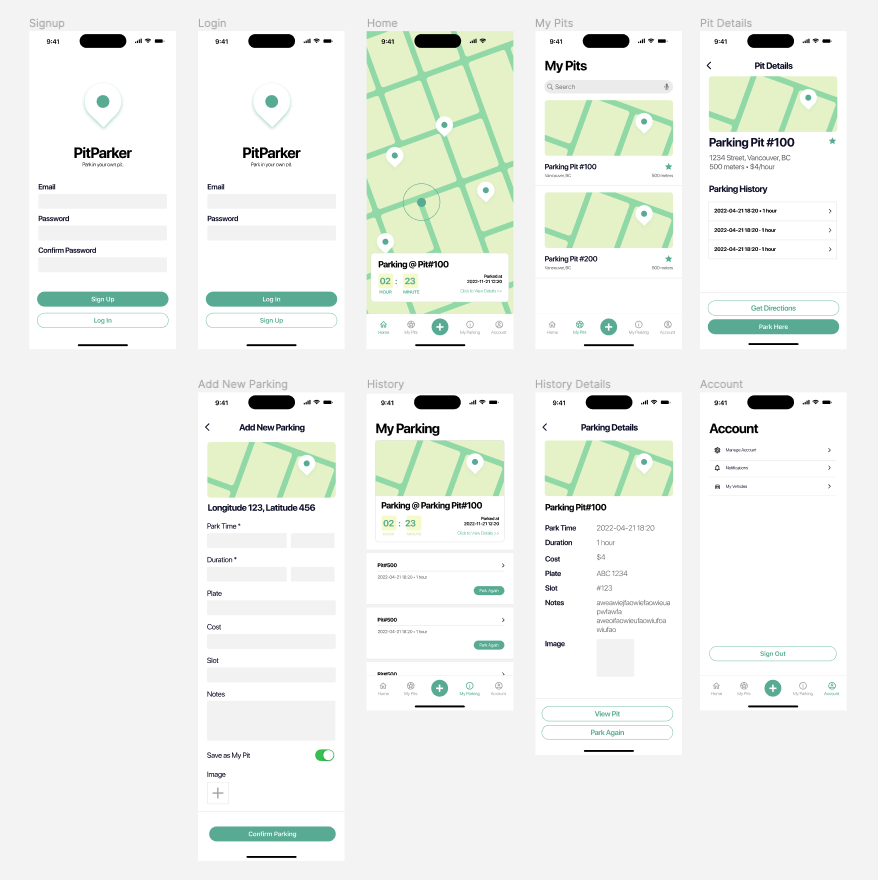 Signup
9:41
PitParker
Park in your own pit.
Email
Password
Confirm Password
Sign Up
Log In
Login
9:41
PitParker
Park in your own pit.
Email
Password
Log In
Sign Up
Home
9:41
Parking @ Pit#100
02 : 23
HOUR MINUTE
Parked at
2022-11-21 12:20
Click to View Details >>
Home My Pits My Parking Account
My Pits
9:41
My Pits
Search
Parking Pit #100
Vancouver, BC 500 meters
Parking Pit #200
Vancouver, BC 500 meters
Home My Pits My Parking Account
Pit Details
9:41
Pit Details
Parking Pit #100
1234 Street, Vancouver, BC
500 meters • $4/hour
Parking History
2022-04-21 18:20 • 1 hour
2022-04-21 18:20 - 1 hour
2022-04-21 18:20 - 1 hour
Get Directions
Park Here
Add New Parking
9:41
Add New Parking
Longitude 123, Latitude 456
Park Time *
Duration *
Plate
Cost
Slot
Notes
Save as My Pit
Image
Confirm Parking
History
9:41
My Parking
Parking @ Parking Pit#100
02 : 23
HOUR MINUTE
Parked at
2022-11-21 12:20
Click to View Details >>
Pit#500
2022-04-21 18:20 • 1 hour
Park Again
Pit#500
2022-04-21 18:20 • 1 hour
Park Again
Pit#500
Home My Pits My Parking Account
History Details
9:41
Parking Details
Parking Pit#100
Park Time 2022-04-21 18:20
Duration 1 hour
Cost $4
Plate ABC 1234
Slot #123
Notes aweawiejfaowiefaowieua
pwfawfa
aweoifaowieufaowiufoa
wiufao
Image
View Pit
Park Again
Account
9:41
Account
Manage Account
Notifications
My Vehicles
Sign Out
Home My Pits My Parking Account